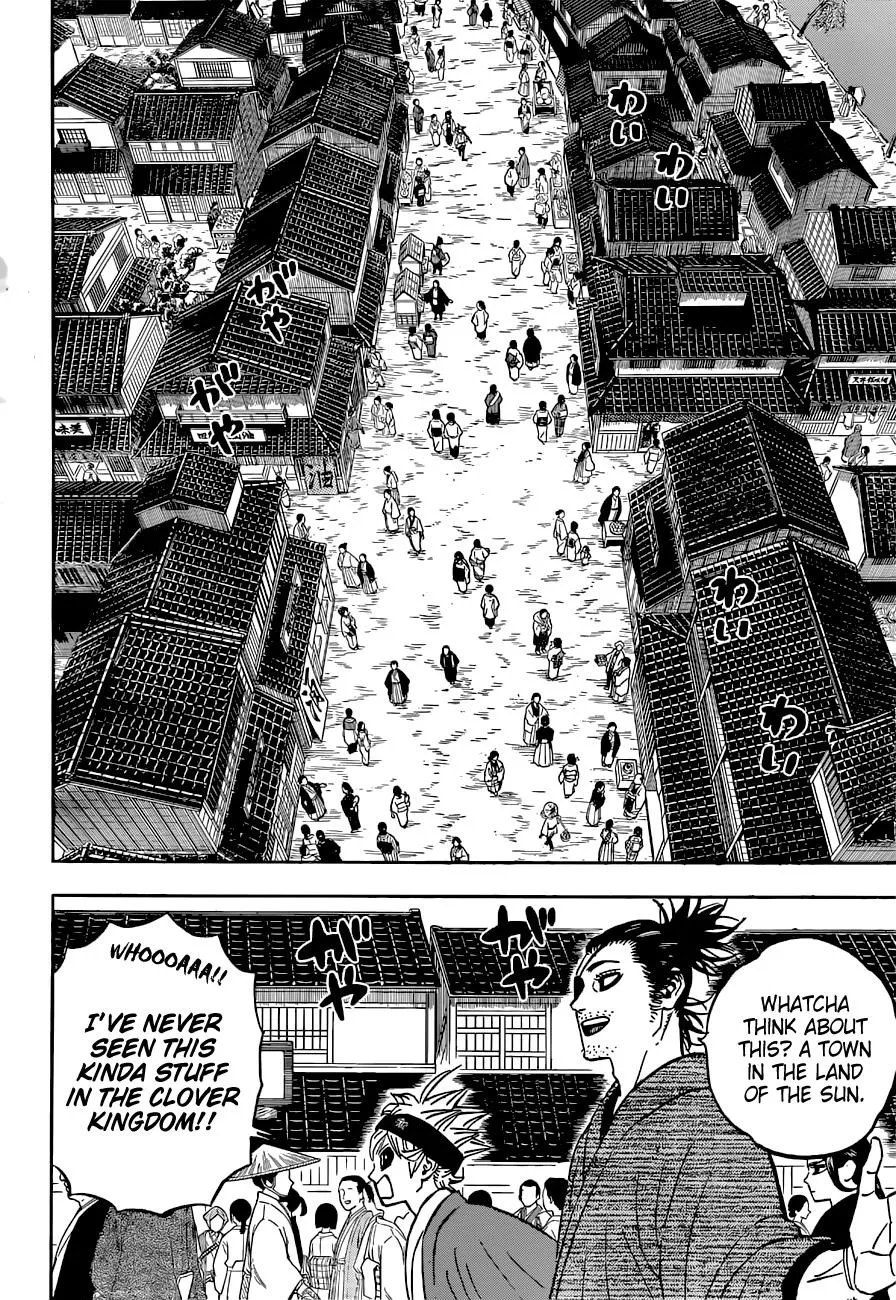 わい
わい
がや
がや
油
わい
わい
WHOOOAAA!!
I'VE NEVER
SEEN THIS
KINDA STUFF
IN THE CLOVER
KINGDOM!!
がや
がや
WHATCHA
THINK ABOUT
THIS? A TOWN
IN THE LAND
OF THE SUN.